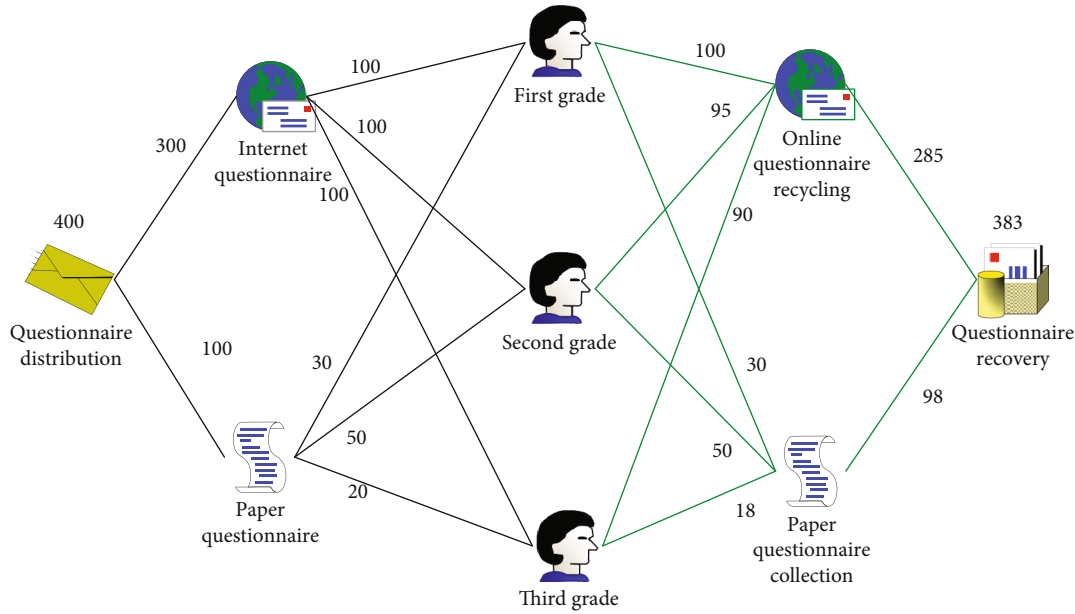 100
First grade
100
95
Online
questionnaire
recycling
285
100
100
300
Internet
questionnaire
100
90
400
Questionnaire
distribution
383
Questionnaire
recovery
Second grade
100
30
30
98
50
50
20
18
Paper
questionnaire
Paper
questionnaire
collection
Third grade